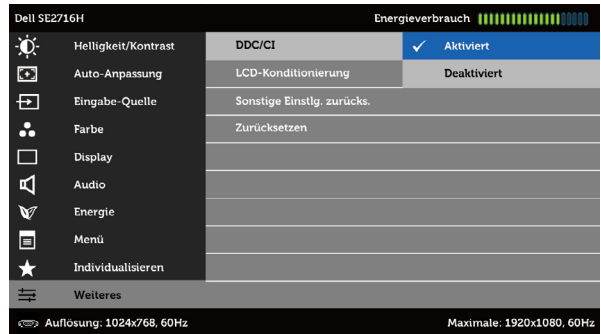 Dell SE2716H Energieverbrauch
Helligkeit/Kontrast DDC/CI Aktiviert
Auto-Anpassung LCD-Konditionierung Deaktiviert
Eingabe-Quelle Sonstige Einstlg. zurücks.
Farbe Zurücksetzen
Display
Audio
Energie
Menü
Individualisieren
Weiteres
Auflösung: 1024x768, 60Hz Maximale: 1920x1080, 60Hz